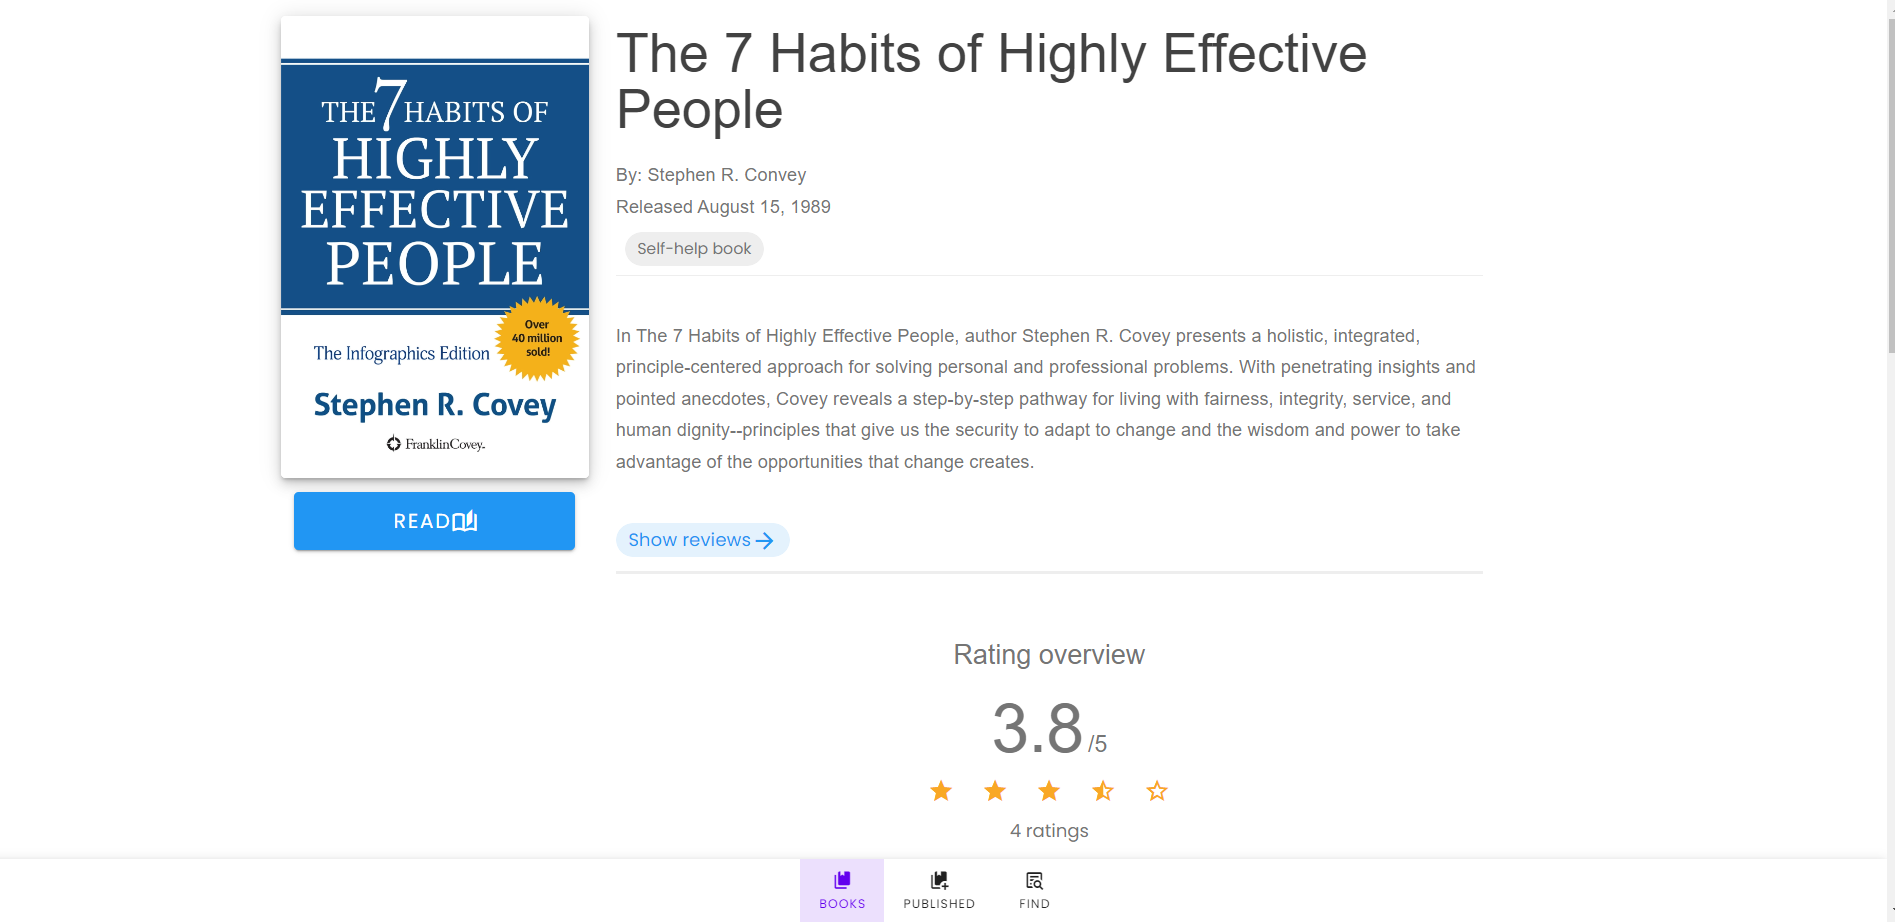 THE 7 HABITS OF
HIGHLY
EFFECTIVE
PEOPLE
Over
40 million
sold!
The Infographics Edition
Stephen R. Covey
FranklinCovey.
READ
The 7 Habits of Highly Effective
People
By: Stephen R. Convey
Released August 15, 1989
Self-help book
In The 7 Habits of Highly Effective People, author Stephen R. Covey presents a holistic, integrated,
principle-centered approach for solving personal and professional problems. With penetrating insights and
pointed anecdotes, Covey reveals a step-by-step pathway for living with fairness, integrity, service, and
human dignity--principles that give us the security to adapt to change and the wisdom and power to take
advantage of the opportunities that change creates.
Show reviews
Rating overview
3.8 /5
4 ratings
BOOKS PUBLISHED FIND